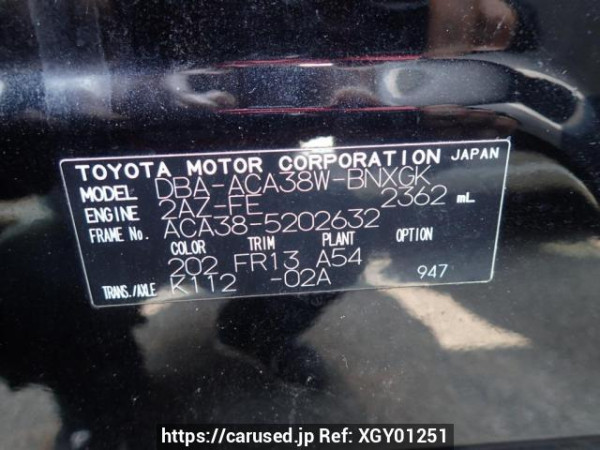 TOYOTA MOTOR CORPORATION JAPAN
MODEL DBA-ACA38W-BNXGK
ENGINE 2AZ-FE 2362 mL
FRAME No. ACA38-5202632
COLOR TRIM PLANT OPTION
202 FR13 A54
TRANS./AXLE K112 -02A 947
https://carused.jp Ref: XGY01251